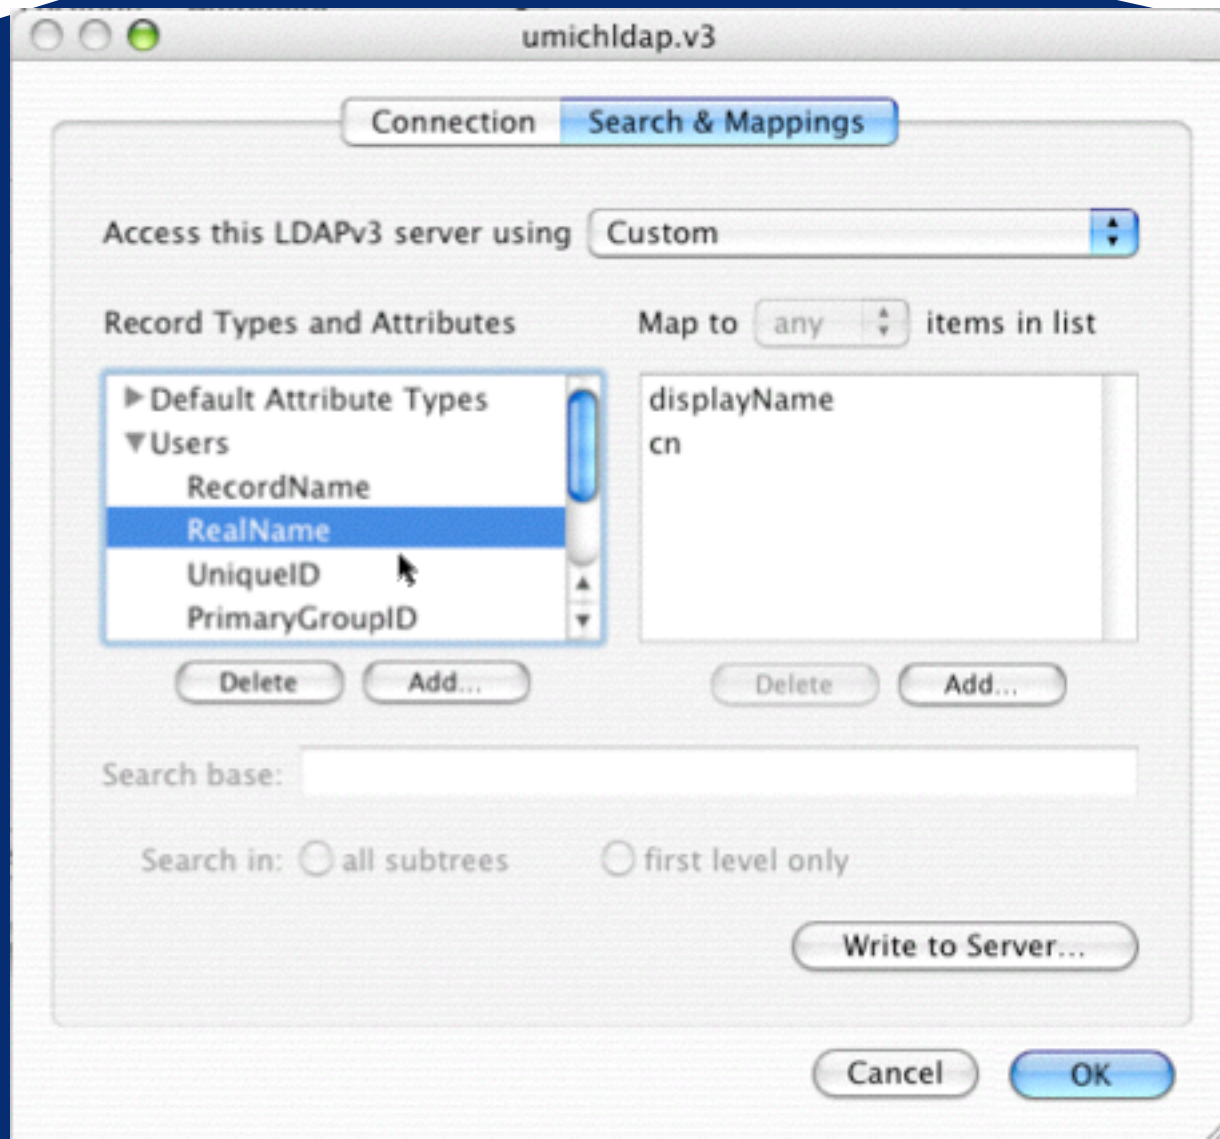 umichldap.v3
Connection Search & Mappings
Access this LDAPv3 server using Custom
Record Types and Attributes Map to any items in list
Default Attribute Types
Users
RecordName
RealName
UniqueID
PrimaryGroupID
displayName
cn
Delete Add... Delete Add...
Search base:
Search in: all subtrees first level only
Write to Server...
Cancel OK